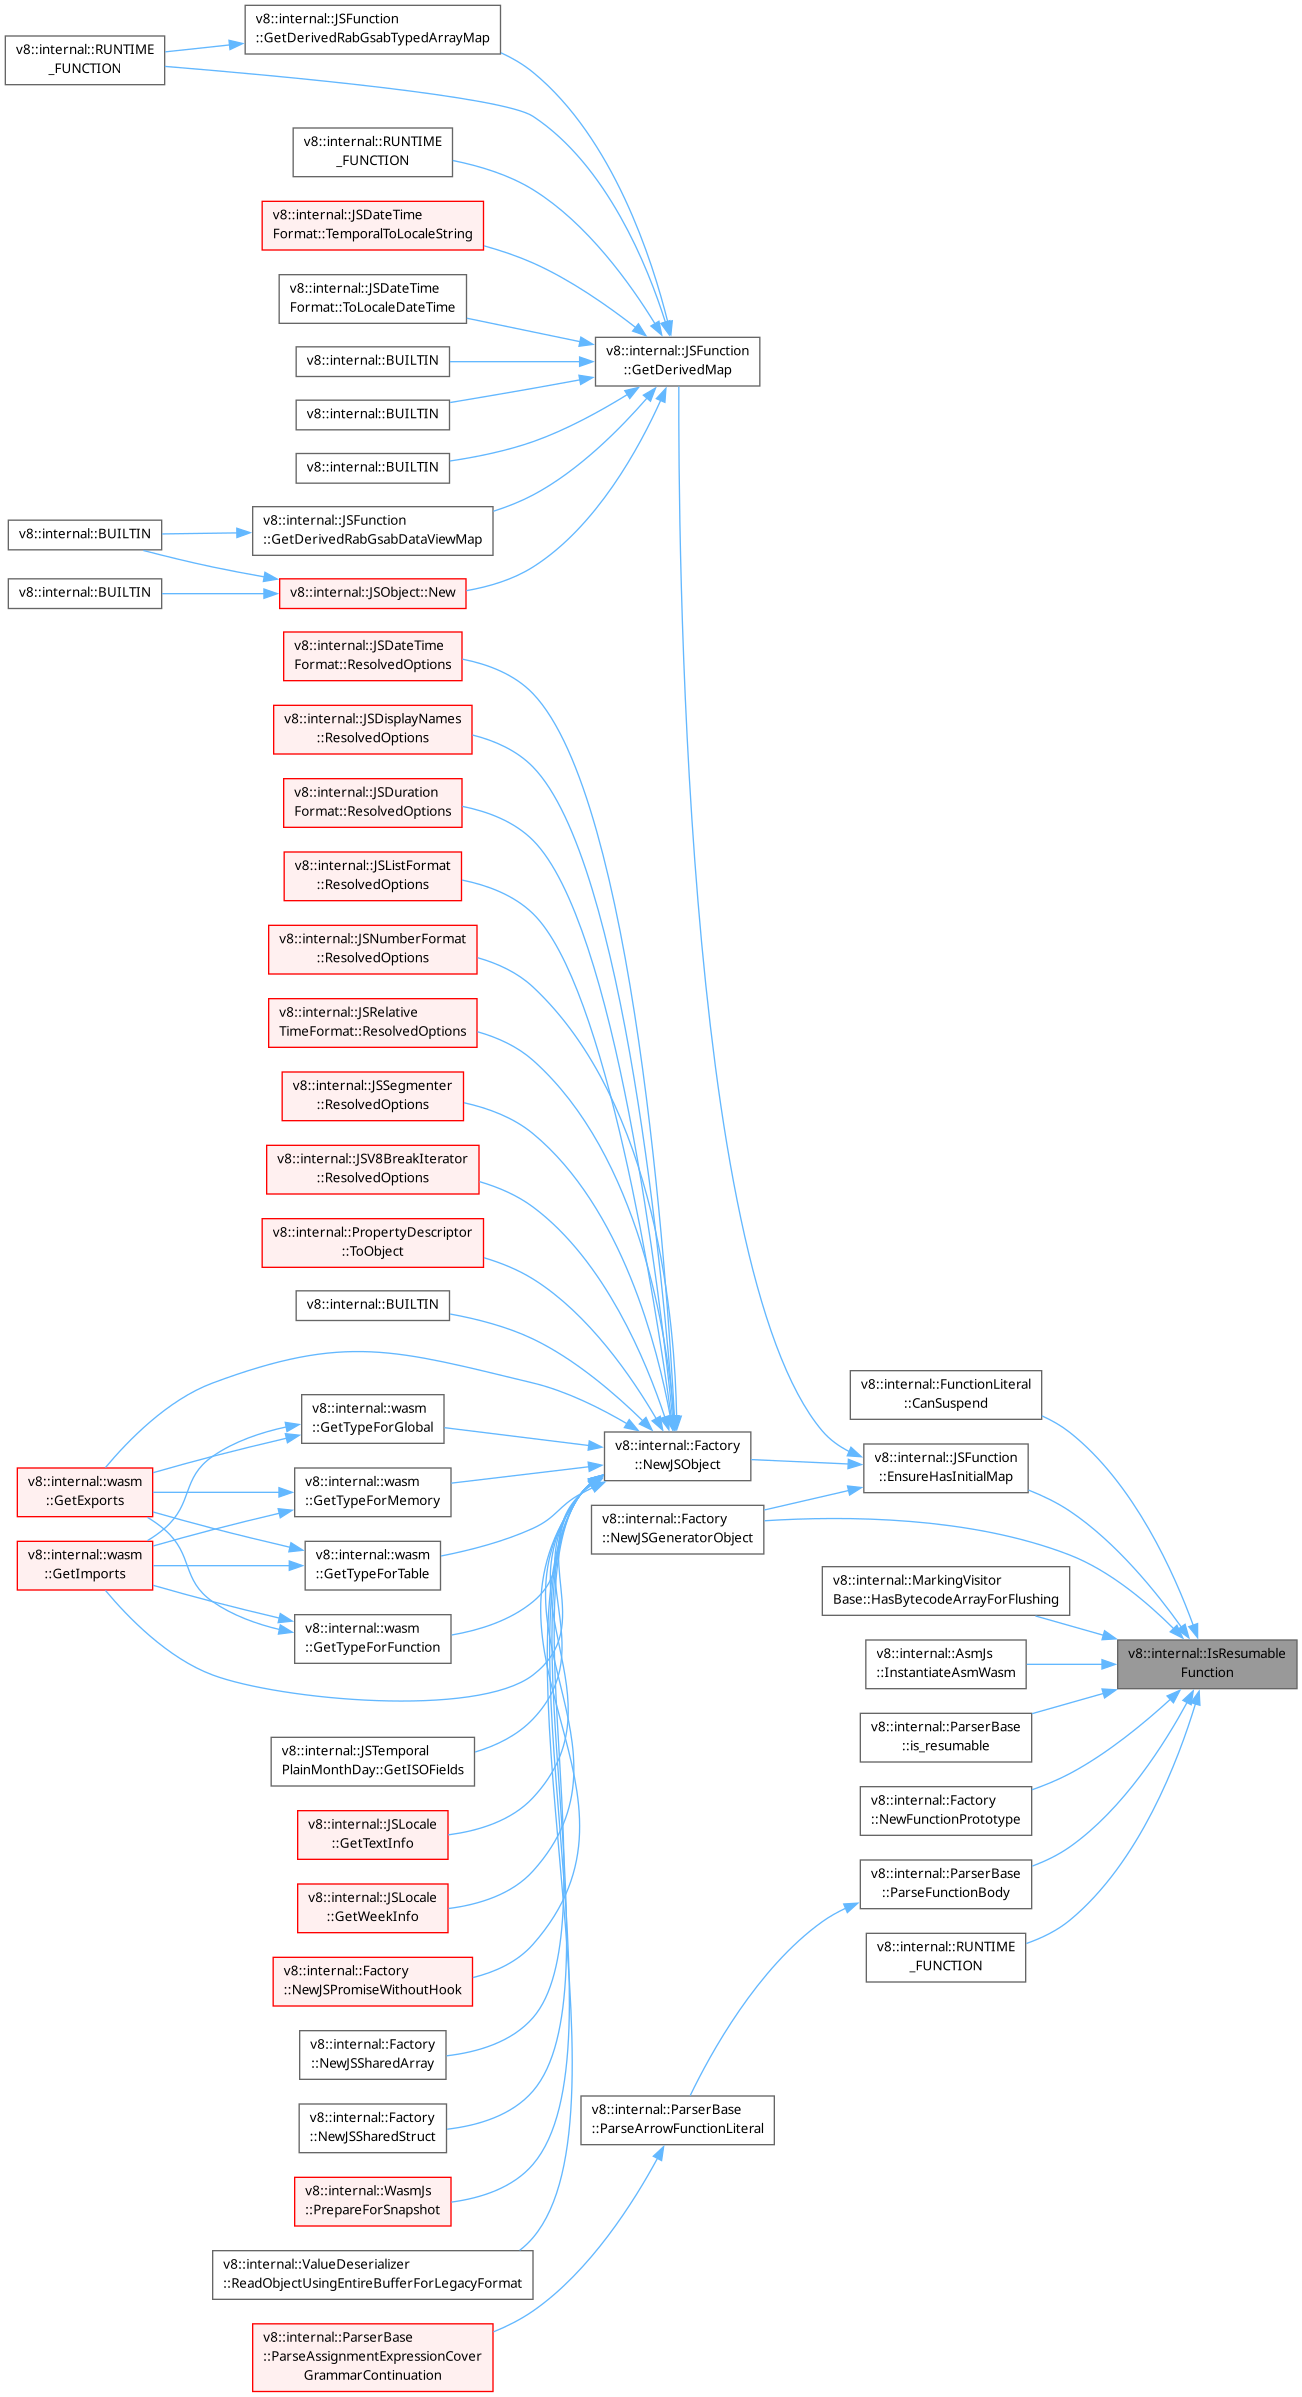 v8::internal::JSFunction
::GetDerivedRabGsabTypedArrayMap
v8::internal::RUNTIME
_FUNCTION
v8::internal::RUNTIME
_FUNCTION
v8::internal::JSDateTime
Format::TemporalToLocaleString
v8::internal::JSDateTime
Format::ToLocaleDateTime
v8::internal::JSFunction
::GetDerivedMap
v8::internal::BUILTIN
v8::internal::BUILTIN
v8::internal::BUILTIN
v8::internal::JSFunction
::GetDerivedRabGsabDataViewMap
v8::internal::BUILTIN
v8::internal::BUILTIN
v8::internal::JSObject::New
v8::internal::JSDateTime
Format::ResolvedOptions
v8::internal::JSDisplayNames
::ResolvedOptions
v8::internal::JSDuration
Format::ResolvedOptions
v8::internal::JSListFormat
::ResolvedOptions
v8::internal::JSNumberFormat
::ResolvedOptions
v8::internal::JSRelative
TimeFormat::ResolvedOptions
v8::internal::JSSegmenter
::ResolvedOptions
v8::internal::JSV8BreakIterator
::ResolvedOptions
v8::internal::PropertyDescriptor
::ToObject
v8::internal::BUILTIN
v8::internal::FunctionLiteral
::CanSuspend
v8::internal::wasm
::GetTypeForGlobal
v8::internal::Factory
::NewJSObject
v8::internal::JSFunction
::EnsureHasInitialMap
v8::internal::wasm
::GetExports
v8::internal::wasm
::GetTypeForMemory
v8::internal::Factory
::NewJSGeneratorObject
v8::internal::wasm
::GetImports
v8::internal::wasm
::GetTypeForTable
v8::internal::MarkingVisitor
Base::HasBytecodeArrayForFlushing
v8::internal::wasm
::GetTypeForFunction
v8::internal::AsmJs
::InstantiateAsmWasm
v8::internal::IsResumable
Function
v8::internal::ParserBase
::is_resumable
v8::internal::JSTemporal
PlainMonthDay::GetISOFields
v8::internal::Factory
::NewFunctionPrototype
v8::internal::JSLocale
::GetTextInfo
v8::internal::ParserBase
::ParseFunctionBody
v8::internal::JSLocale
::GetWeekInfo
v8::internal::RUNTIME
_FUNCTION
v8::internal::Factory
::NewJSPromiseWithoutHook
v8::internal::Factory
::NewJSSharedArray
v8::internal::Factory
::NewJSSharedStruct
v8::internal::ParserBase
::ParseArrowFunctionLiteral
v8::internal::WasmJs
::PrepareForSnapshot
v8::internal::ValueDeserializer
::ReadObjectUsingEntireBufferForLegacyFormat
v8::internal::ParserBase
::ParseAssignmentExpressionCover
GrammarContinuation